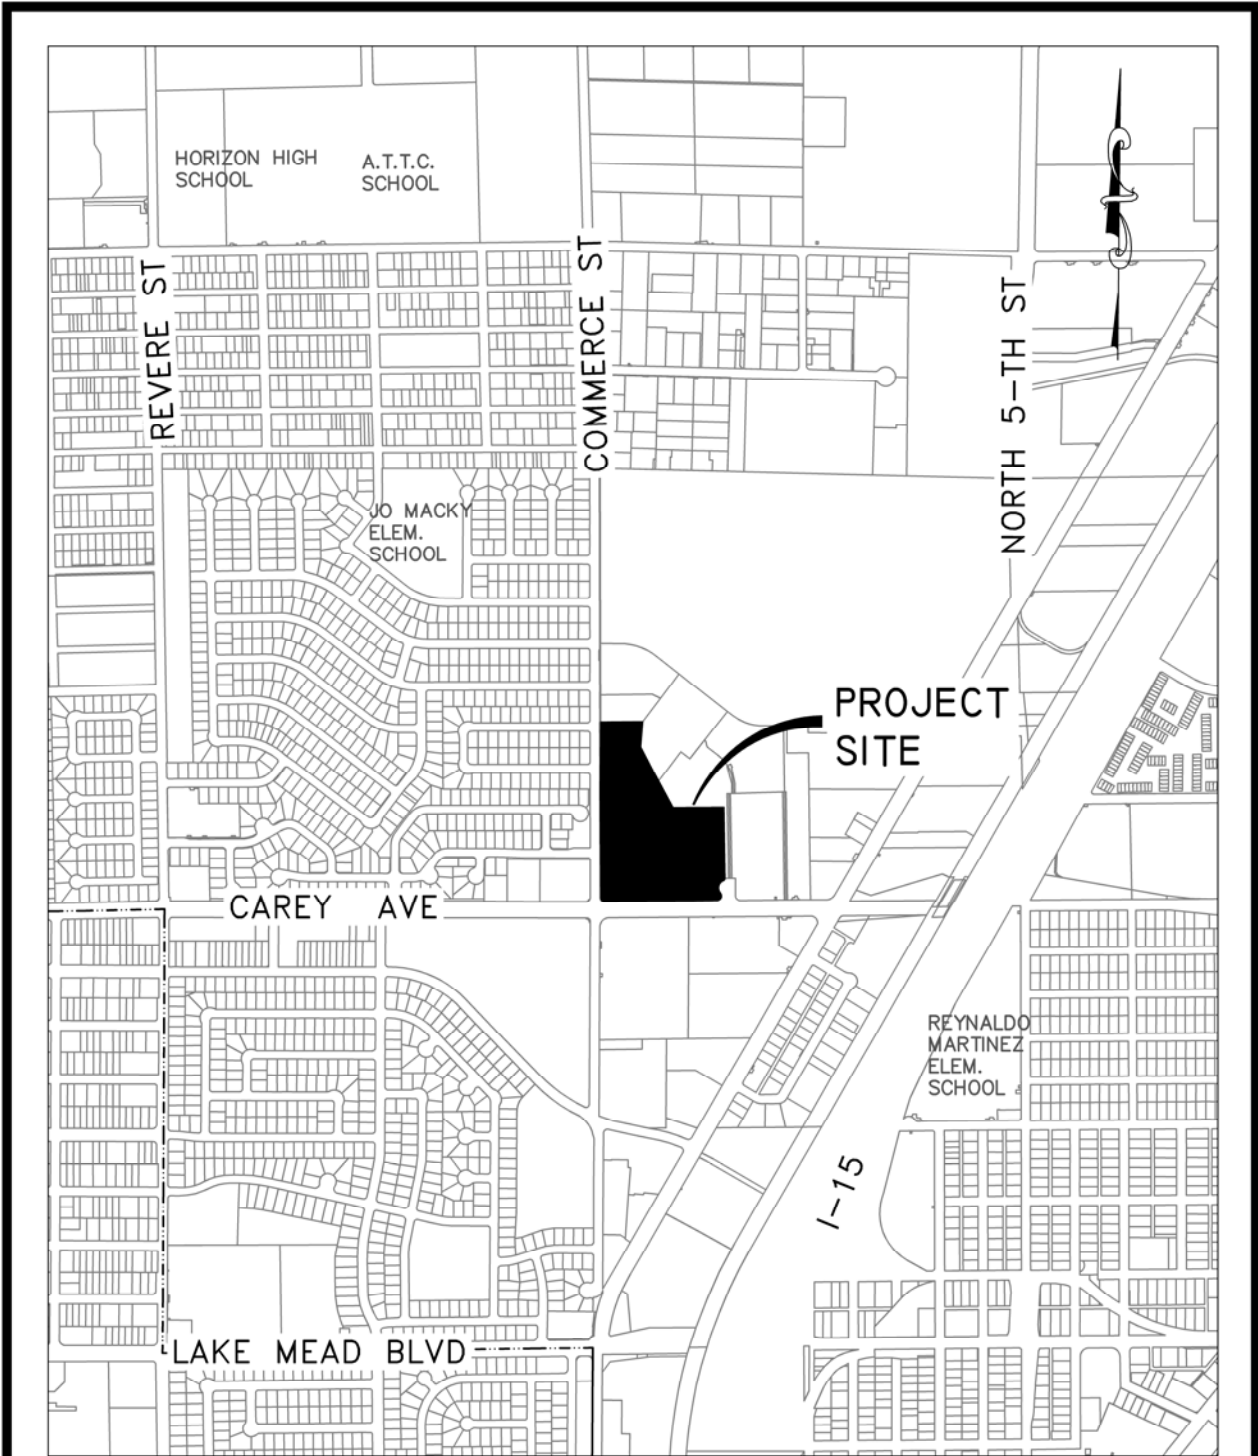 HORIZON HIGH
SCHOOL
A.T.T.C.
SCHOOL
REVERE ST
COMMERCE ST
NORTH 5-TH ST
JO MACKY
ELEM.
SCHOOL
PROJECT
SITE
CAREY AVE
REYNALDO
MARTINEZ
ELEM.
SCHOOL
I-15
LAKE MEAD BLVD